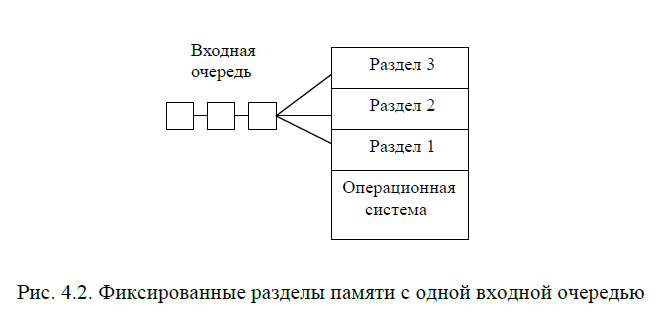 Входная
очередь
Раздел 3
Раздел 2
Раздел 1
Операционная
система
Рис. 4.2. Фиксированные разделы памяти с одной входной очередью